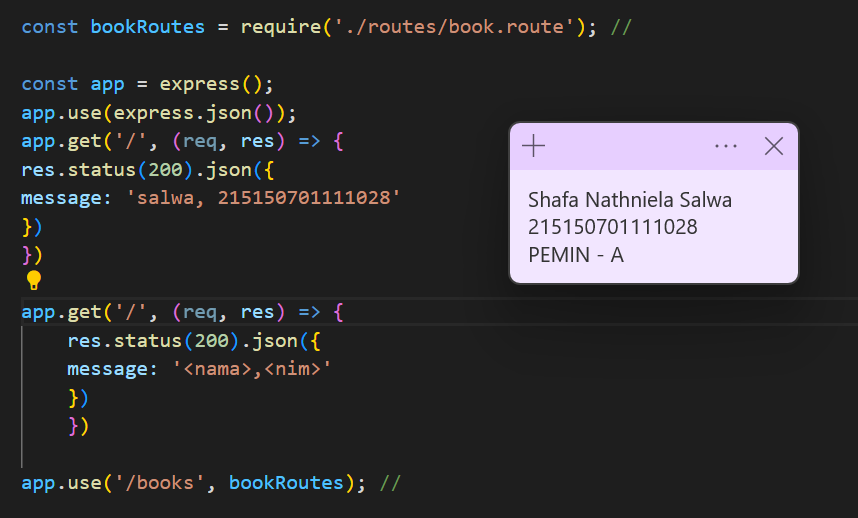 const bookRoutes = require('./routes/book.route'); //
const app = express();
app.use(express.json());
app.get('/', (req, res) => {
res.status(200).json({
message: 'salwa, 215150701111028'
})
})
app.get('/', (req, res) => {
res.status(200).json({
message: '<nama>,<nim>'
})
})
app.use('/books', bookRoutes); //
Shafa Nathniela Salwa
215150701111028
PEMIN - A